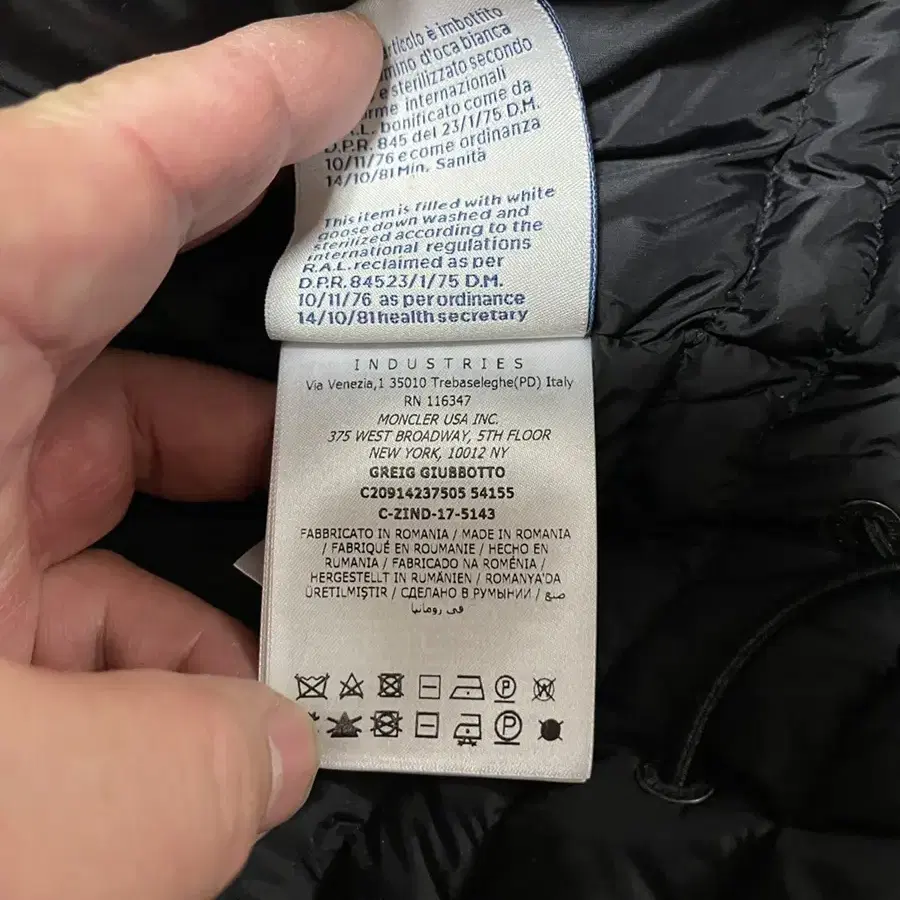 è imbottito
d'oca bianca
e sterilizzato secondo
internazionali
bonificato come da
D.P.R. 845 del 23/1/75 D.M.
10/11/76 e come ordinanza
14/10/81 Min. Sanità
This item is filled with white
goose down washed and
sterilized according to the
international regulations
R.A.L. reclaimed as per
D.P.R. 84523/1/75 D.M.
10/11/76 as per ordinance
14/10/81 health secretary
INDUSTRIES
Via Venezia,1 35010 Trebaseleghe(PD) Italy
RN 116347
MONCLER USA INC.
375 WEST BROADWAY, 5TH FLOOR
NEW YORK, 10012 NY
GREIG GIUBBOTTO
C20914237505 54155
C-ZIND-17-5143
FABBRICATO IN ROMANIA / MADE IN ROMANIA
/ FABRIQUÉ EN ROUMANIE / HECHO EN
RUMANIA / FABRICADO NA ROMÉNIA /
HERGESTELLT IN RUMÄNIEN / ROMANYA'DA
ÜRETILMIŞTIR / СДЕЛАНО В РУМЫНИИ / صنع
في رومانيا
P W
P